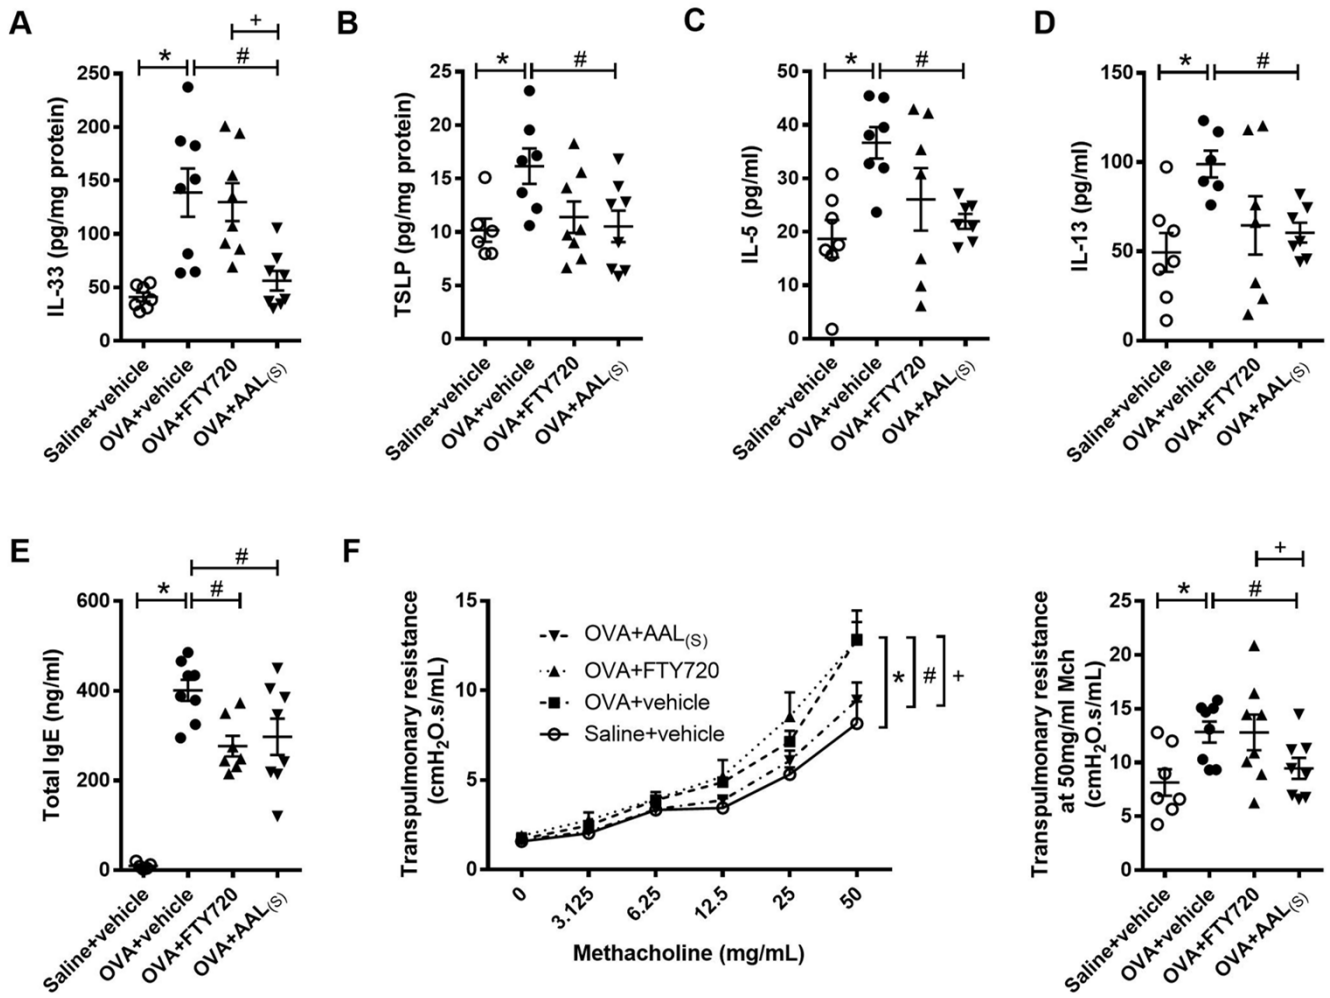 A
+
*
#
IL-33 (pg/mg protein)
250
200
150
100
50
0
Saline+vehicle
OVA+vehicle
OVA+FTY720
OVA+AAL(S)
B
*
#
TSLP (pg/mg protein)
25
20
15
10
5
0
Saline+vehicle
OVA+vehicle
OVA+FTY720
OVA+AAL(S)
C
*
#
IL-5 (pg/ml)
50
40
30
20
10
0
Saline+vehicle
OVA+vehicle
OVA+FTY720
OVA+AAL(S)
D
*
#
IL-13 (pg/ml)
150
100
50
0
Saline+vehicle
OVA+vehicle
OVA+FTY720
OVA+AAL(S)
E
#
*
#
Total IgE (ng/ml)
600
400
200
0
Saline+vehicle
OVA+vehicle
OVA+FTY720
OVA+AAL(S)
F
Transpulmonary resistance
(cmH2O.s/mL)
15
10
5
0
OVA+AAL(S)
OVA+FTY720
OVA+vehicle
Saline+vehicle
*
#
+
0
3.125
6.25
12.5
25
50
Methacholine (mg/mL)
+
*
#
Transpulmonary resistance
at 50mg/ml Mch
(cmH2O.s/mL)
25
20
15
10
5
0
Saline+vehicle
OVA+vehicle
OVA+FTY720
OVA+AAL(S)